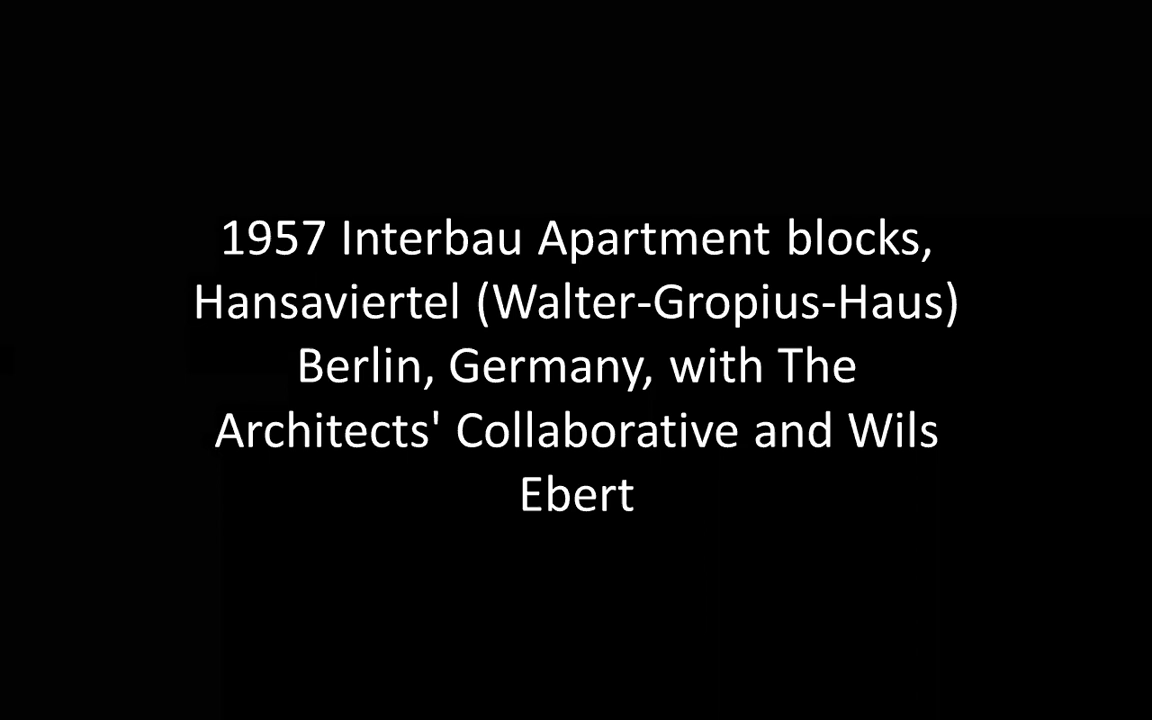 1957 Interbau Apartment blocks,
Hansaviertel (Walter-Gropius-Haus)
Berlin, Germany, with The
Architects' Collaborative and Wils
Ebert